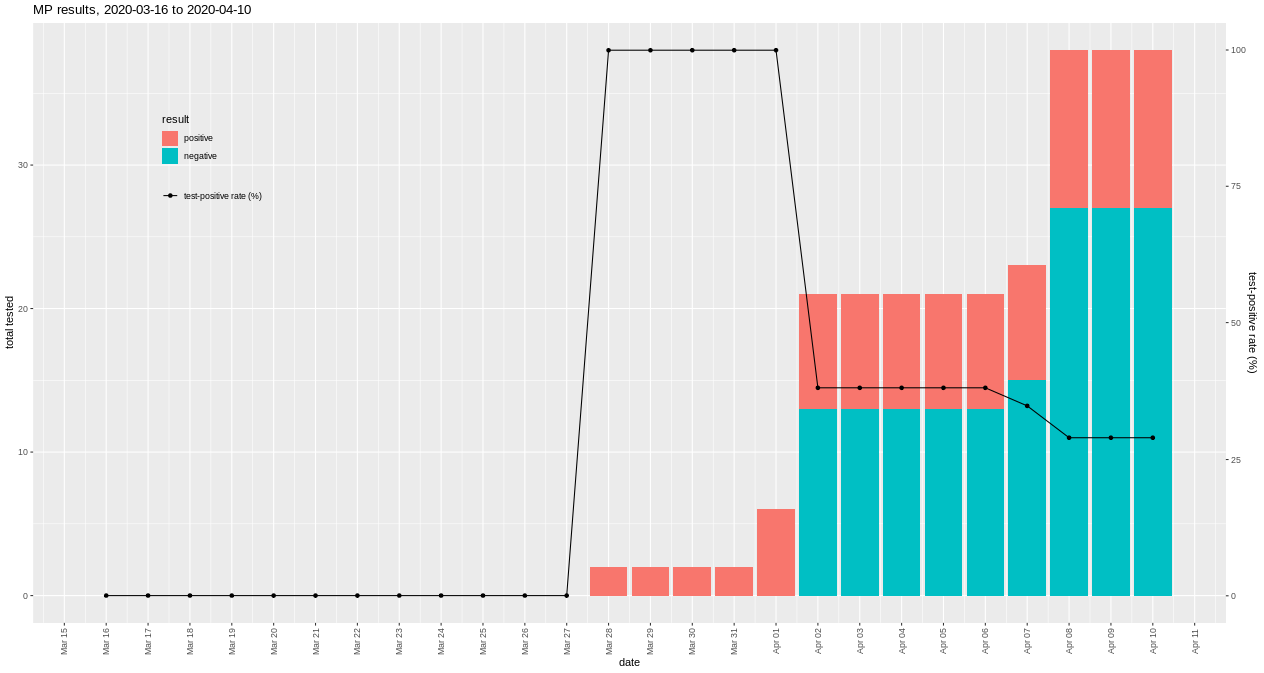 MP results, 2020-03-16 to 2020-04-10
result
positive
negative
test-positive rate (%)
total tested
30
20
10
0
100
75
50
25
0
test-positive rate (%)
Mar 15
Mar 16
Mar 17
Mar 18
Mar 19
Mar 20
Mar 21
Mar 22
Mar 23
Mar 24
Mar 25
Mar 26
Mar 27
Mar 28
Mar 29
Mar 30
Mar 31
Apr 01
Apr 02
Apr 03
Apr 04
Apr 05
Apr 06
Apr 07
Apr 08
Apr 09
Apr 10
Apr 11
date